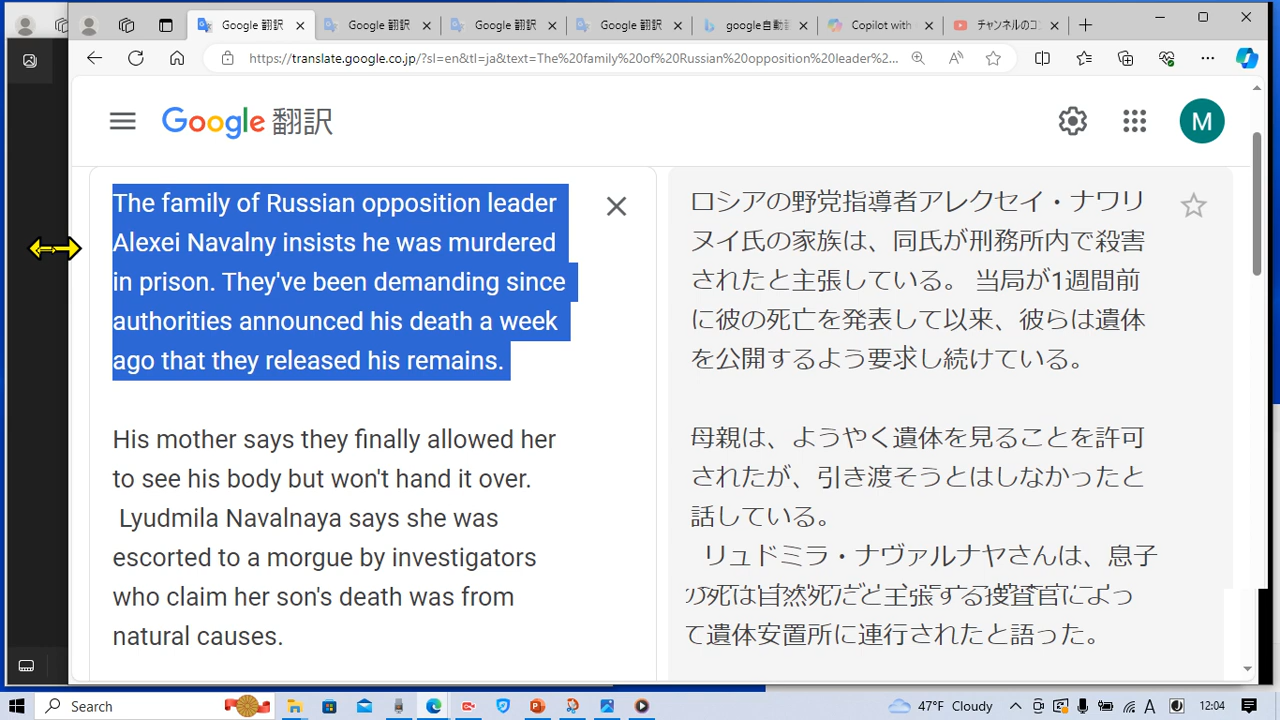 Google 翻訳
Google 翻訳
Google 翻訳
Google 翻訳
google自動
Copilot with
チャンネルのコ
https://translate.google.co.jp/?sl=en&tl=ja&text=The%20family%20of%20Russian%20opposition%20leader%2...
Google 翻訳
M
The family of Russian opposition leader
Alexei Navalny insists he was murdered
in prison. They've been demanding since
authorities announced his death a week
ago that they released his remains.
His mother says they finally allowed her
to see his body but won't hand it over.
Lyudmila Navalnaya says she was
escorted to a morgue by investigators
who claim her son's death was from
natural causes.
ロシアの野党指導者アレクセイ・ナワリ
ヌイ氏の家族は、同氏が刑務所内で殺害
されたと主張している。 当局が1週間前
に彼の死亡を発表して以来、彼らは遺体
を公開するよう要求し続けている。
母親は、ようやく遺体を見ることを許可
されたが、引き渡そうとはしなかったと
話している。
リュドミラ・ナヴァルナヤさんは、息子
の死は自然死だと主張する捜査官によっ
て遺体安置所に連行されたと語った。
Search
47°F Cloudy
A
12:04